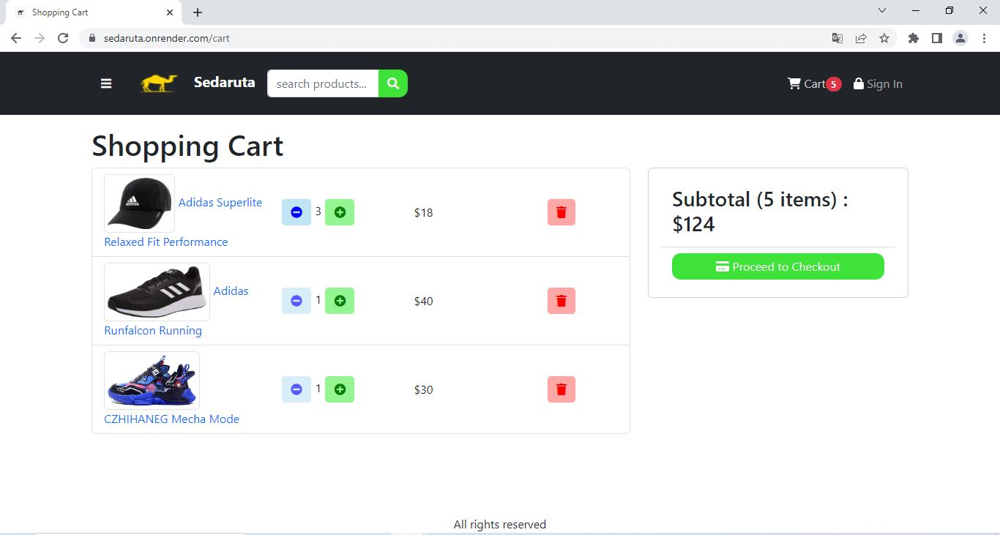 Shopping Cart
sedaruta.onrender.com/cart
Sedaruta
search products...
Cart 5
Sign In
Shopping Cart
adidas
Adidas Superlite
Relaxed Fit Performance
3
$18
Adidas
Runfalcon Running
1
$40
CZHIHANEG Mecha Mode
1
$30
Subtotal (5 items) :
$124
Proceed to Checkout
All rights reserved